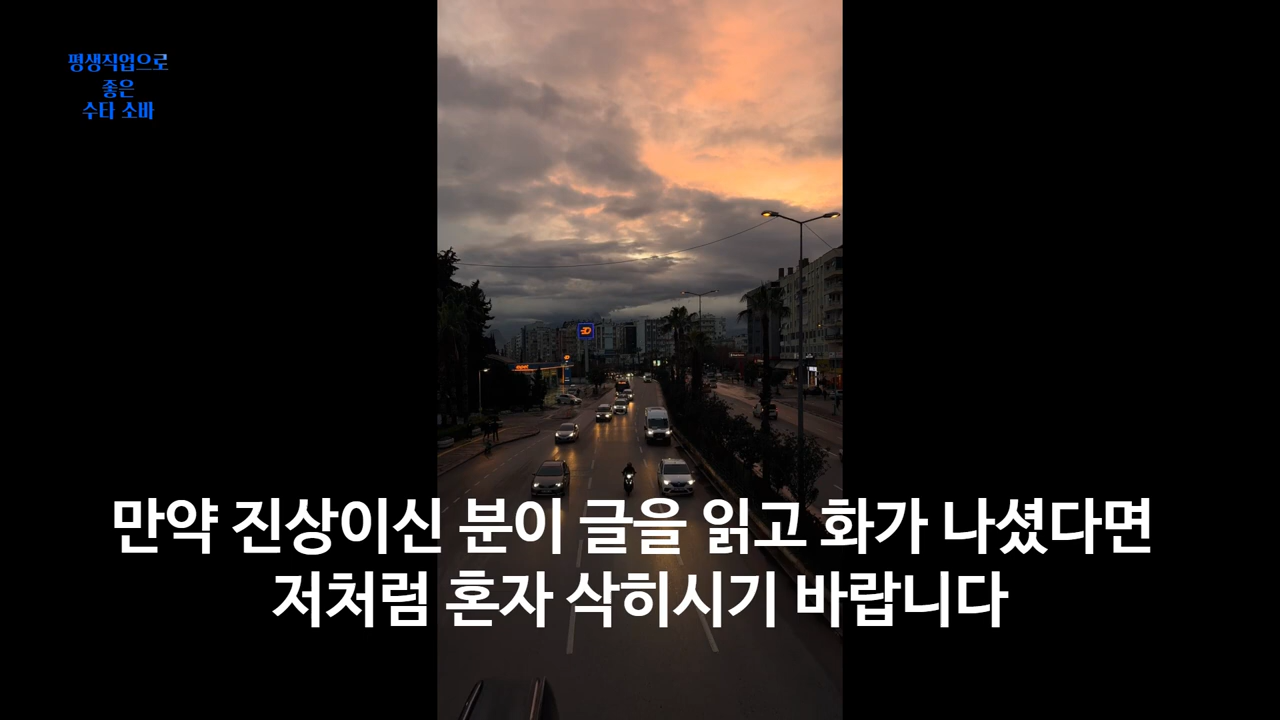 평생직업으로
좋은
수타 소바
만약 진상이신 분이 글을 읽고 화가 나셨다면
저처럼 혼자 삭히시기 바랍니다